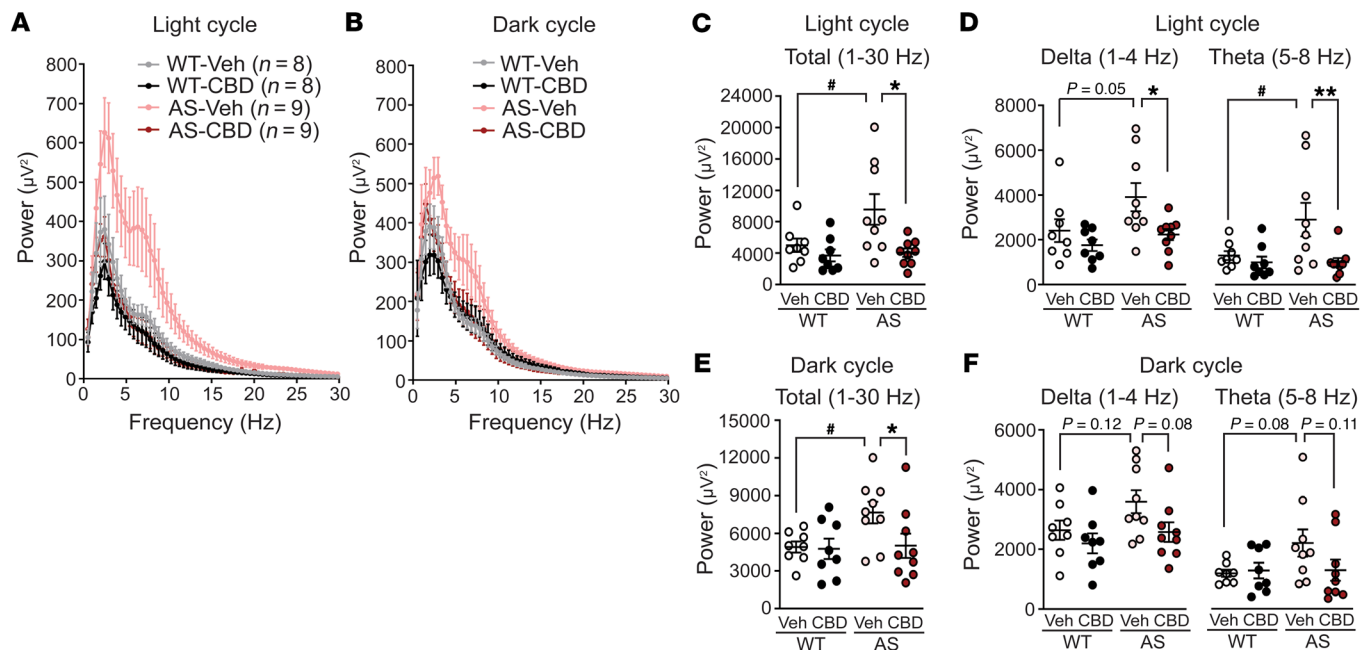 A
Light cycle
WT-Veh (n = 8)
WT-CBD (n = 8)
AS-Veh (n = 9)
AS-CBD (n = 9)
800
700
600
500
400
300
200
100
0
Power (µV²)
0 5 10 15 20 25 30
Frequency (Hz)
B
Dark cycle
WT-Veh
WT-CBD
AS-Veh
AS-CBD
800
700
600
500
400
300
200
100
0
Power (µV²)
0 5 10 15 20 25 30
Frequency (Hz)
C
Light cycle
Total (1-30 Hz)
# *
24000
20000
16000
12000
8000
4000
0
Power (µV²)
Veh CBD Veh CBD
WT AS
D
Light cycle
Delta (1-4 Hz)
P = 0.05 *
8000
6000
4000
2000
0
Power (µV²)
Veh CBD Veh CBD
WT AS
Theta (5-8 Hz)
# **
Veh CBD Veh CBD
WT AS
E
Dark cycle
Total (1-30 Hz)
# *
15000
12000
9000
6000
3000
0
Power (µV²)
Veh CBD Veh CBD
WT AS
F
Dark cycle
Delta (1-4 Hz)
P = 0.12 P = 0.08
6000
4000
2000
0
Power (µV²)
Veh CBD Veh CBD
WT AS
Theta (5-8 Hz)
P = 0.08 P = 0.11
Veh CBD Veh CBD
WT AS